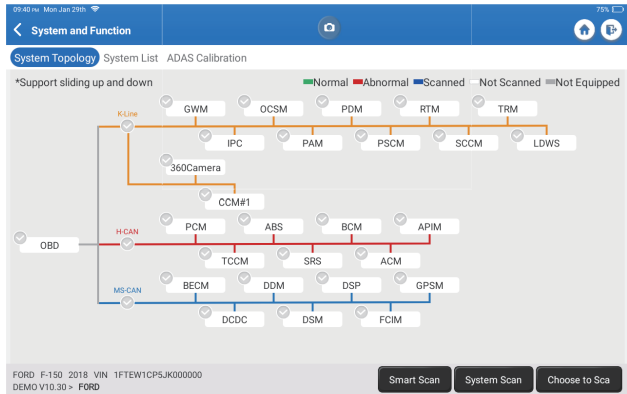 09:40 PM Mon Jan 29th 75%
System and Function
System Topology System List ADAS Calibration
*Support sliding up and down Normal Abnormal Scanned Not Scanned Not Equipped
K-Line GWM OCSM PDM RTM TRM
IPC PAM PSCM SCCM LDWS
360Camera
CCM#1
OBD H-CAN PCM ABS BCM APIM
TCCM SRS ACM
MS-CAN BECM DDM DSP GPSM
DCDC DSM FCIM
FORD F-150 2018 VIN 1FTEW1CP5JK000000
DEMO V10.30 > FORD
Smart Scan System Scan Choose to Sca